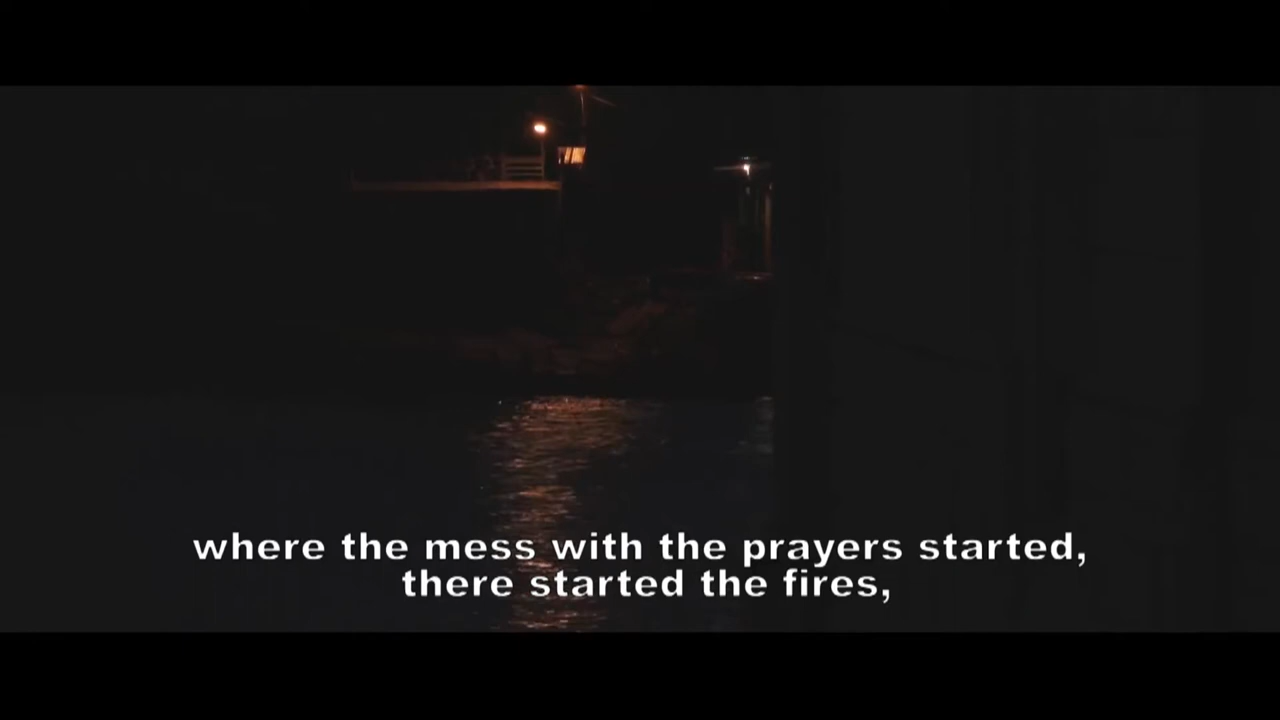 where the mess with the prayers started,
there started the fires,